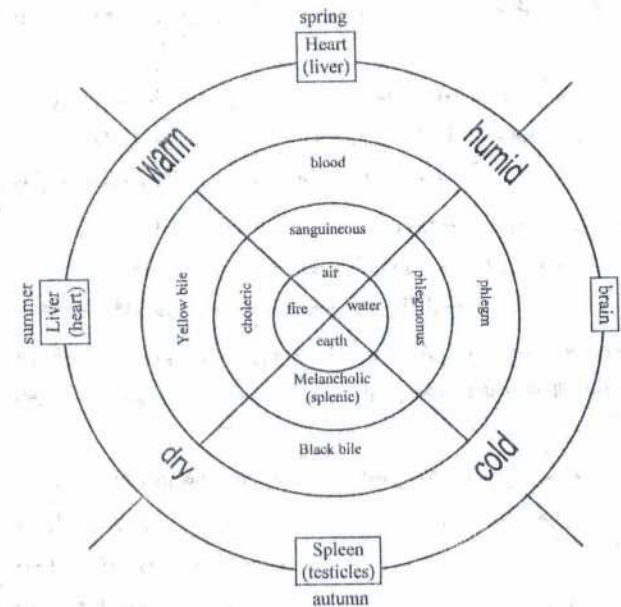 spring
Heart
(liver)
warm
humid
blood
sanguineous
air
summer
Liver
(heart)
Yellow bile
choleric
fire
water
phlegmonus
phlegm
brain
earth
Melancholic
(splenic)
Black bile
dry
cold
Spleen
(testicles)
autumn